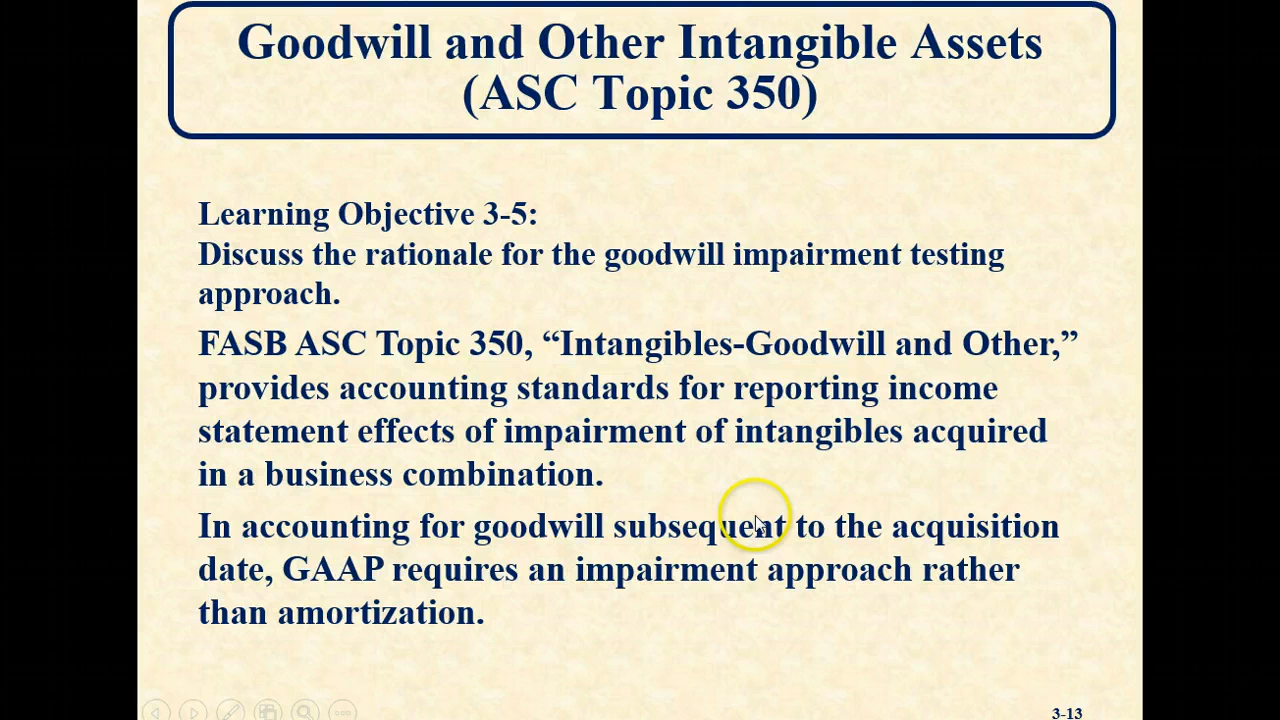 Goodwill and Other Intangible Assets
(ASC Topic 350)
Learning Objective 3-5:
Discuss the rationale for the goodwill impairment testing
approach.
FASB ASC Topic 350, “Intangibles-Goodwill and Other,”
provides accounting standards for reporting income
statement effects of impairment of intangibles acquired
in a business combination.
In accounting for goodwill subsequent to the acquisition
date, GAAP requires an impairment approach rather
than amortization.
3-13